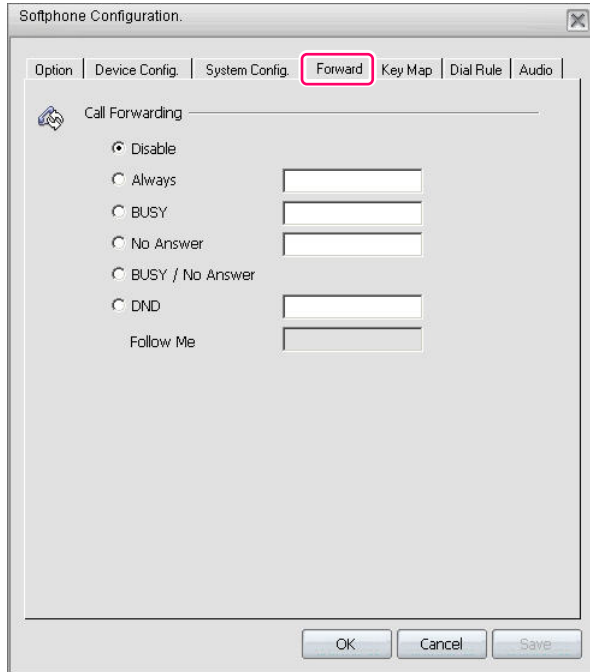 Softphone Configuration.
Option Device Config. System Config. Forward Key Map Dial Rule Audio
Call Forwarding
Disable
Always
BUSY
No Answer
BUSY / No Answer
DND
Follow Me
OK Cancel Save